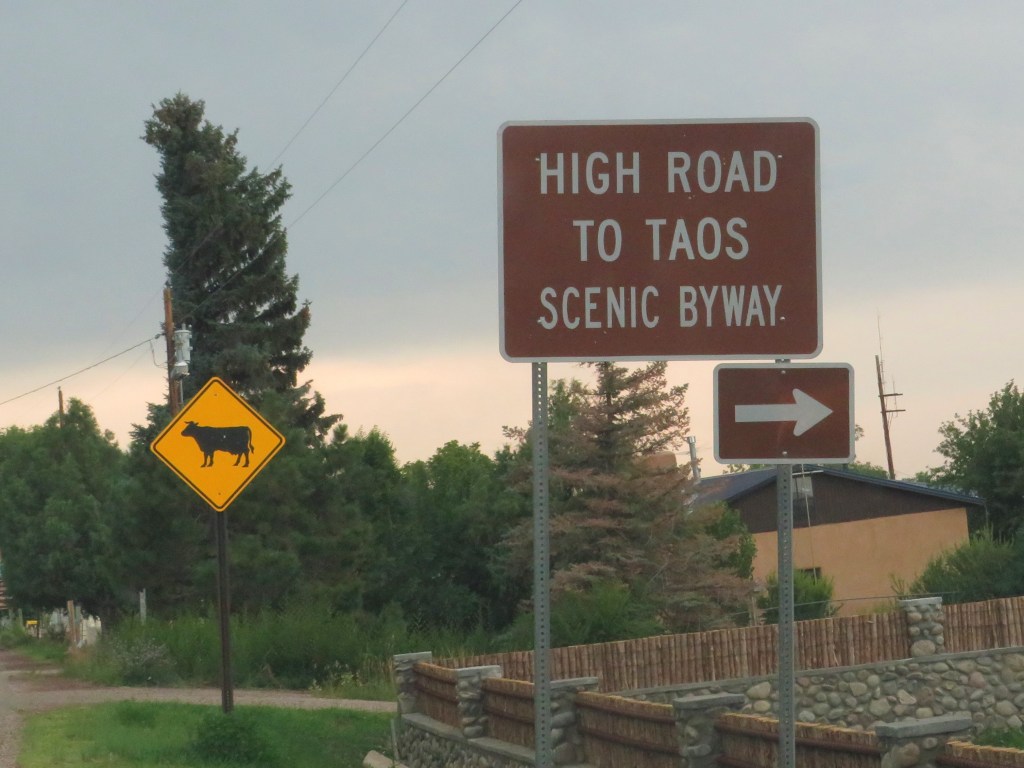 HIGH ROAD
TO TAOS
SCENIC BYWAY